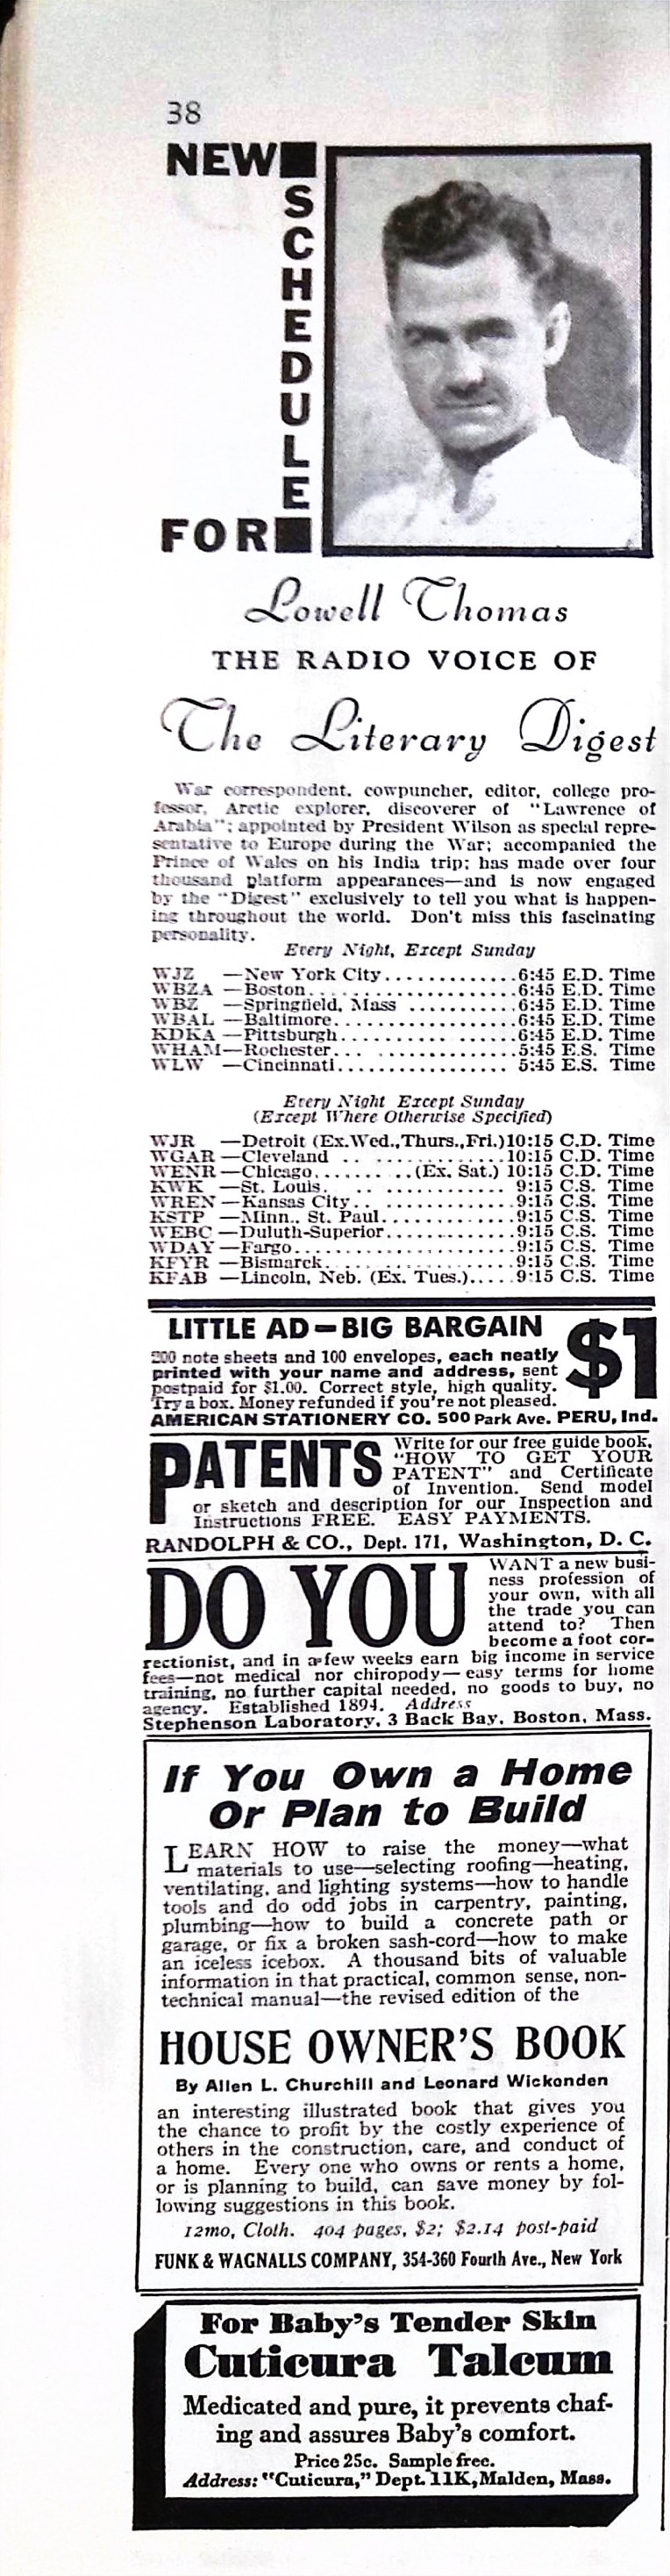 38
NEW
SCHEDULE
FOR
Lowell Thomas
THE RADIO VOICE OF
The Literary Digest
War correspondent, cowpuncher, editor, college pro-
fessor, Arctic explorer, discoverer of "Lawrence of
Arabia"; appointed by President Wilson as special repre-
sentative to Europe during the War; accompanied the
Prince of Wales on his India trip; has made over four
thousand platform appearances—and is now engaged
by the "Digest" exclusively to tell you what is happen-
ing throughout the world. Don't miss this fascinating
personality.
Every Night, Except Sunday
WJZ —New York City..............6:45 E.D. Time
WBZA —Boston......................6:45 E.D. Time
WBZ —Springfield, Mass ...........6:45 E.D. Time
WBAL —Baltimore...................6:45 E.D. Time
KDKA —Pittsburgh..................6:45 E.D. Time
WHAM—Rochester...................5:45 E.S. Time
WLW —Cincinnati.................. 5:45 E.S. Time
Every Night Except Sunday
(Except Where Otherwise Specified)
WJR —Detroit (Ex.Wed.,Thurs.,Fri.)10:15 C.D. Time
WGAR —Cleveland .. ...............10:15 C.D. Time
WENR —Chicago........ ..(Ex. Sat.) 10:15 C.D. Time
KWK —St. Louis. .. ...............9:15 C.S. Time
WREN —Kansas City.. ..............9:15 C.S. Time
KSTP —Minn., St. Paul..............9:15 C.S. Time
WEBC —Duluth-Superior.............9:15 C.S. Time
WDAY —Fargo.......................9:15 C.S. Time
KFYR —Bismarck....................9:15 C.S. Time
KFAB —Lincoln, Neb. (Ex. Tues.).....9:15 C.S. Time
LITTLE AD—BIG BARGAIN
$1
200 note sheets and 100 envelopes, each neatly
printed with your name and address, sent
postpaid for $1.00. Correct style, high quality.
Try a box. Money refunded if you're not pleased.
AMERICAN STATIONERY CO. 500 Park Ave. PERU, Ind.
PATENTS
Write for our free guide book,
"HOW TO GET YOUR
PATENT" and Certificate
of Invention. Send model
or sketch and description for our Inspection and
Instructions FREE. EASY PAYMENTS.
RANDOLPH & CO., Dept. 171, Washington, D. C.
DO YOU
WANT a new busi-
ness profession of
your own, with all
the trade you can
attend to? Then
become a foot cor-
rectionist, and in a few weeks earn big income in service
fees—not medical nor chiropody—easy terms for home
training, no further capital needed, no goods to buy, no
agency. Established 1894. Address
Stephenson Laboratory, 3 Back Bay, Boston, Mass.
If You Own a Home
Or Plan to Build
LEARN HOW to raise the money—what
materials to use—selecting roofing—heating,
ventilating, and lighting systems—how to handle
tools and do odd jobs in carpentry, painting,
plumbing—how to build a concrete path or
garage, or fix a broken sash-cord—how to make
an iceless icebox. A thousand bits of valuable
information in that practical, common sense, non-
technical manual—the revised edition of the
HOUSE OWNER'S BOOK
By Allen L. Churchill and Leonard Wickenden
an interesting illustrated book that gives you
the chance to profit by the costly experience of
others in the construction, care, and conduct of
a home. Every one who owns or rents a home,
or is planning to build, can save money by fol-
lowing suggestions in this book.
12mo, Cloth. 404 pages, $2; $2.14 post-paid
FUNK & WAGNALLS COMPANY, 354-360 Fourth Ave., New York
For Baby's Tender Skin
Cuticura Talcum
Medicated and pure, it prevents chaf-
ing and assures Baby's comfort.
Price 25c. Sample free.
Address: "Cuticura," Dept. 11K, Malden, Mass.